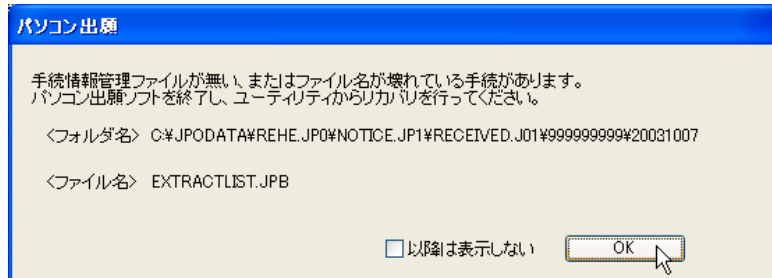 パソコン出願
手続情報管理ファイルが無い、またはファイル名が壊れている手続があります。
パソコン出願ソフトを終了し、ユーティリティからリカバリを行ってください。
<フォルダ名> C:¥JPODATA¥REHE.JP0¥NOTICE.JP1¥RECEIVED.J01¥999999999¥20031007
<ファイル名> EXTRACTLIST.JPB
以降は表示しない OK